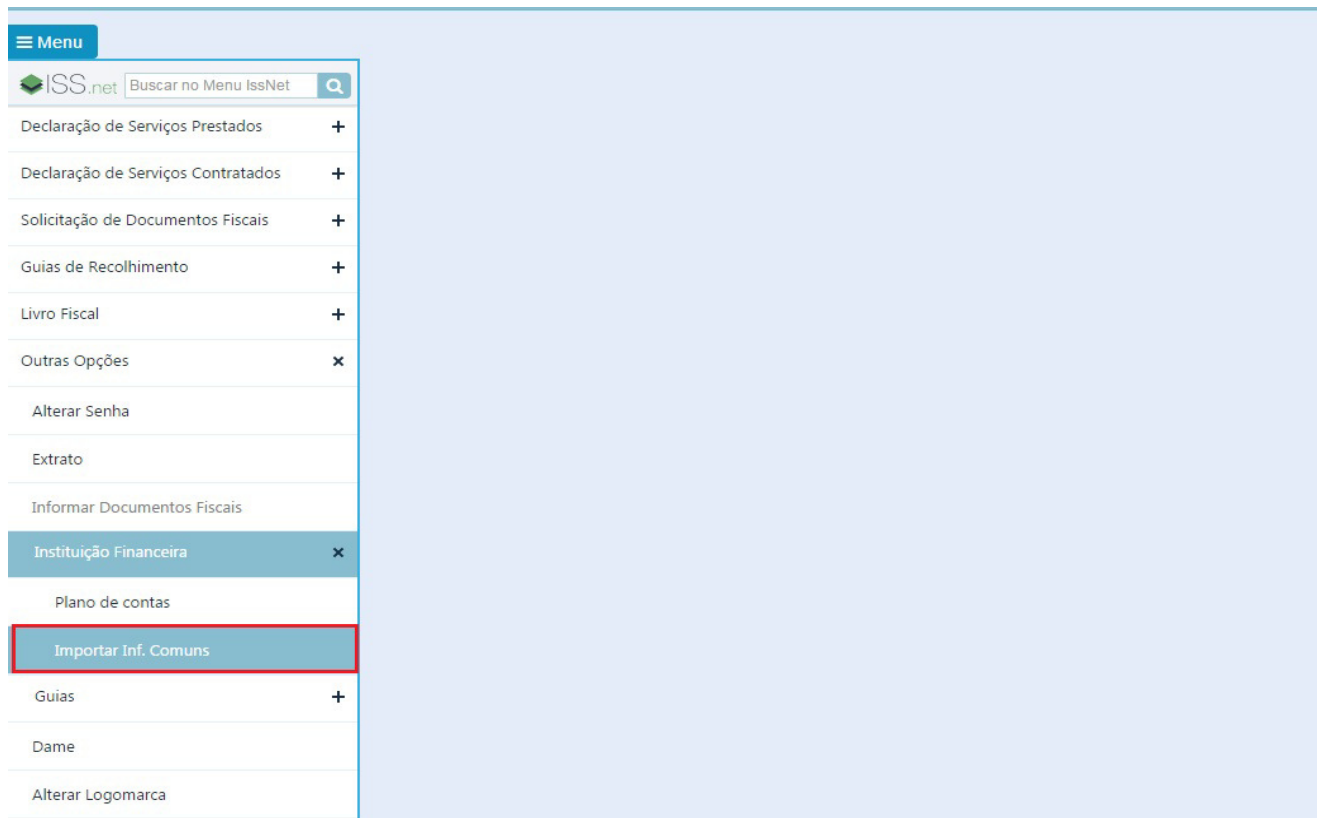 Menu
ISS.net Buscar no Menu IssNet
Declaração de Serviços Prestados
Declaração de Serviços Contratados
Solicitação de Documentos Fiscais
Guias de Recolhimento
Livro Fiscal
Outras Opções
Alterar Senha
Extrato
Informar Documentos Fiscais
Instituição Financeira
Plano de contas
Importar Inf. Comuns
Guias
Dame
Alterar Logomarca